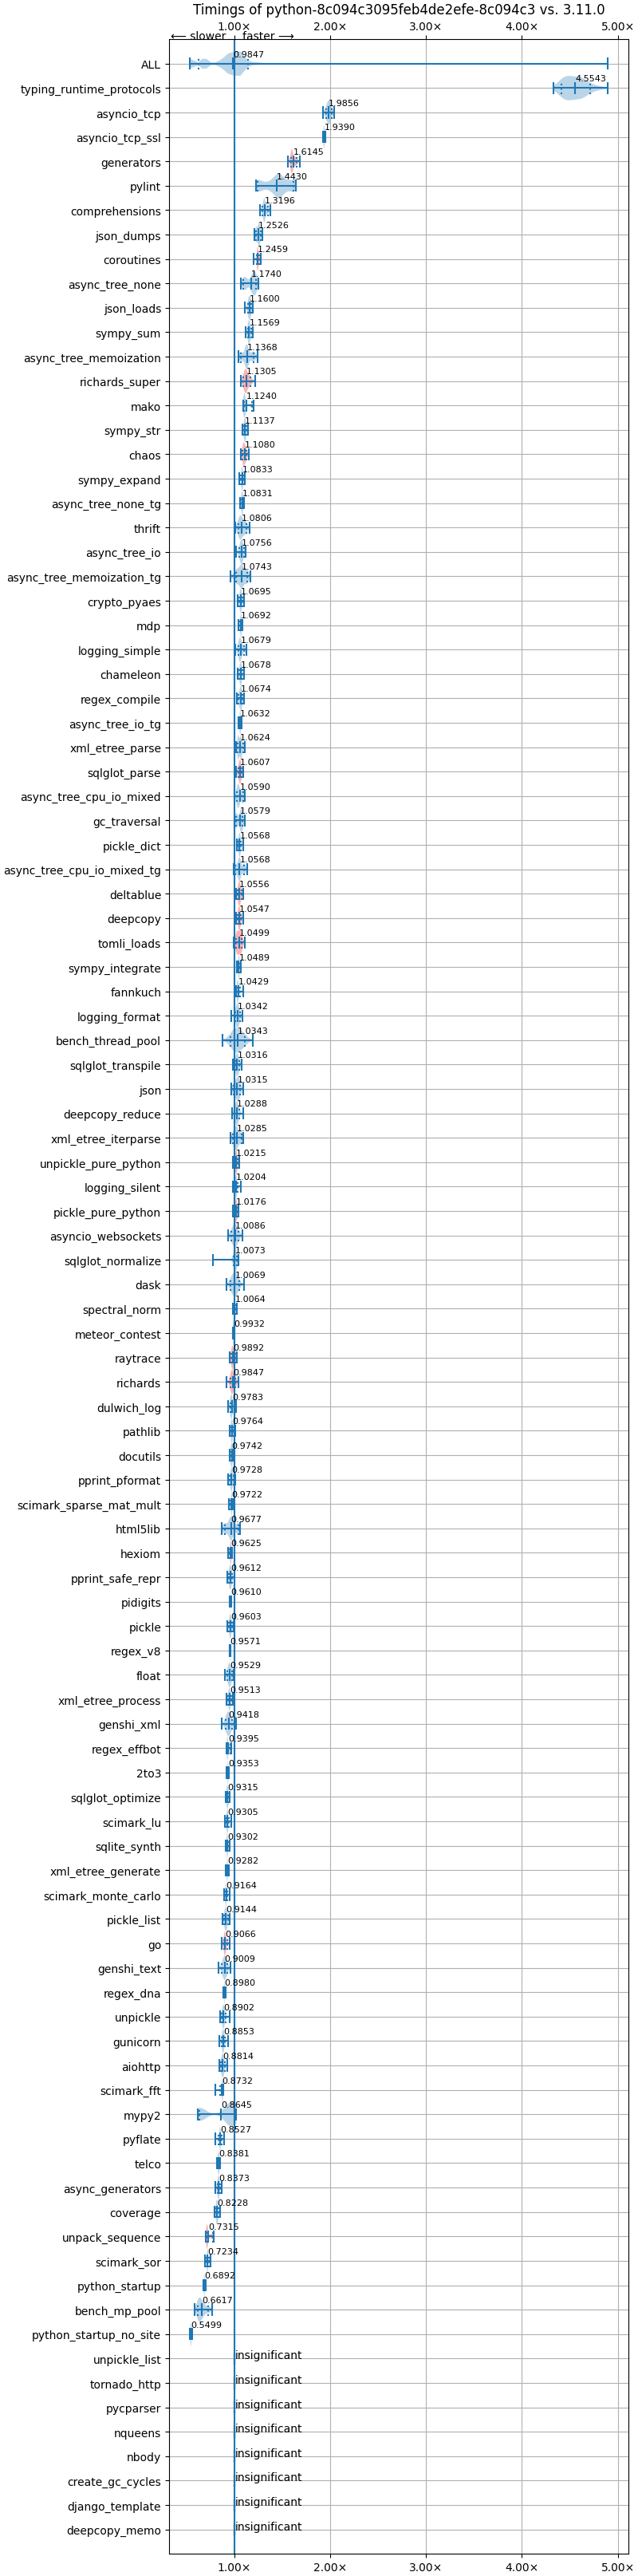 Timings of python-8c094c3095feb4de2efe-8c094c3 vs. 3.11.0
1.00× 2.00× 3.00× 4.00× 5.00×
⟵ slower faster ⟶
ALL 0.9847
typing_runtime_protocols 4.5543
asyncio_tcp 1.9856
asyncio_tcp_ssl 1.9390
generators 1.6145
pylint 1.4430
comprehensions 1.3196
json_dumps 1.2526
coroutines 1.2459
async_tree_none 1.1740
json_loads 1.1600
sympy_sum 1.1569
async_tree_memoization 1.1368
richards_super 1.1305
mako 1.1240
sympy_str 1.1137
chaos 1.1080
sympy_expand 1.0833
async_tree_none_tg 1.0831
thrift 1.0806
async_tree_io 1.0756
async_tree_memoization_tg 1.0743
crypto_pyaes 1.0695
mdp 1.0692
logging_simple 1.0679
chameleon 1.0678
regex_compile 1.0674
async_tree_io_tg 1.0632
xml_etree_parse 1.0624
sqlglot_parse 1.0607
async_tree_cpu_io_mixed 1.0590
gc_traversal 1.0579
pickle_dict 1.0568
async_tree_cpu_io_mixed_tg 1.0568
deltablue 1.0556
deepcopy 1.0547
tomli_loads 1.0499
sympy_integrate 1.0489
fannkuch 1.0429
logging_format 1.0342
bench_thread_pool 1.0343
sqlglot_transpile 1.0316
json 1.0315
deepcopy_reduce 1.0288
xml_etree_iterparse 1.0285
unpickle_pure_python 1.0215
logging_silent 1.0204
pickle_pure_python 1.0176
asyncio_websockets 1.0086
sqlglot_normalize 1.0073
dask 1.0069
spectral_norm 1.0064
meteor_contest 0.9932
raytrace 0.9892
richards 0.9847
dulwich_log 0.9783
pathlib 0.9764
docutils 0.9742
pprint_pformat 0.9728
scimark_sparse_mat_mult 0.9722
html5lib 0.9677
hexiom 0.9625
pprint_safe_repr 0.9612
pidigits 0.9610
pickle 0.9603
regex_v8 0.9571
float 0.9529
xml_etree_process 0.9513
genshi_xml 0.9418
regex_effbot 0.9395
2to3 0.9353
sqlglot_optimize 0.9315
scimark_lu 0.9305
sqlite_synth 0.9302
xml_etree_generate 0.9282
scimark_monte_carlo 0.9164
pickle_list 0.9144
go 0.9066
genshi_text 0.9009
regex_dna 0.8980
unpickle 0.8902
gunicorn 0.8853
aiohttp 0.8814
scimark_fft 0.8732
mypy2 0.8645
pyflate 0.8527
telco 0.8381
async_generators 0.8373
coverage 0.8228
unpack_sequence 0.7315
scimark_sor 0.7234
python_startup 0.6892
bench_mp_pool 0.6617
python_startup_no_site 0.5499
unpickle_list insignificant
tornado_http insignificant
pycparser insignificant
nqueens insignificant
nbody insignificant
create_gc_cycles insignificant
django_template insignificant
deepcopy_memo insignificant
1.00× 2.00× 3.00× 4.00× 5.00×